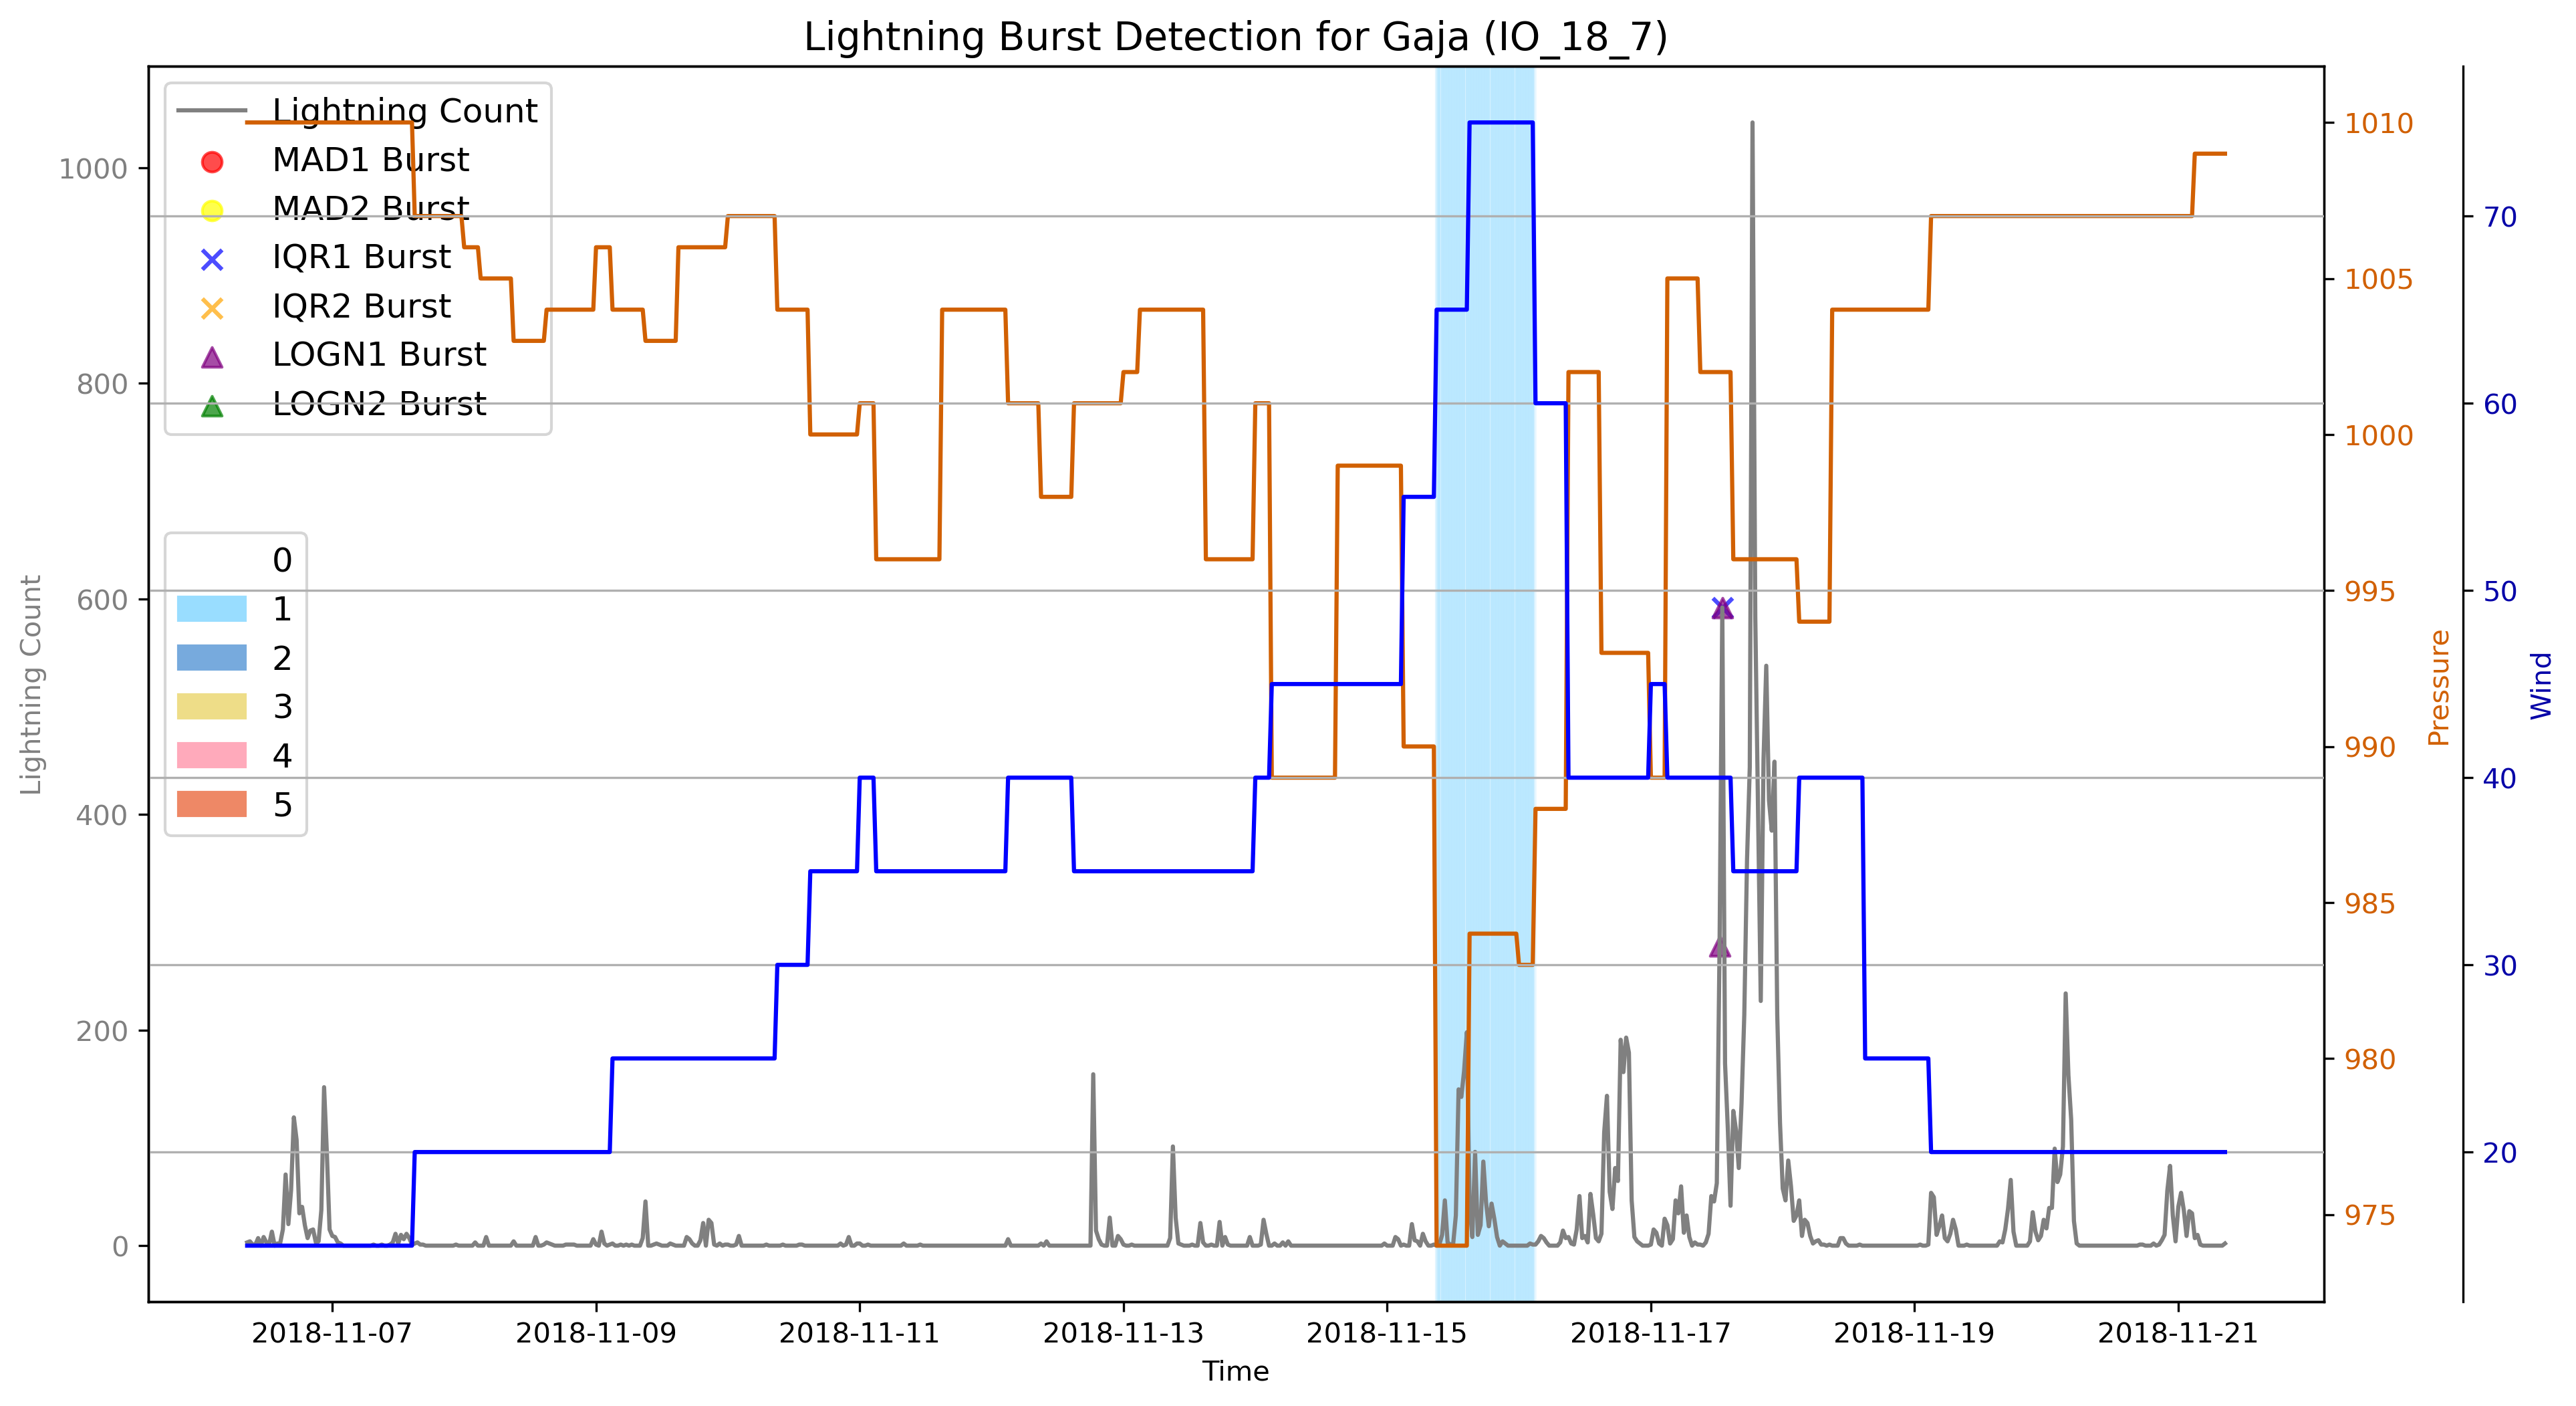 Lightning Burst Detection for Gaja (IO_18_7)
Lightning Count
MAD1 Burst
MAD2 Burst
IQR1 Burst
IQR2 Burst
LOGN1 Burst
LOGN2 Burst
0
1
2
3
4
5
Lightning Count
1000
800
600
400
200
0
1010
1005
1000
995
990
985
980
975
Pressure
70
60
50
40
30
20
Wind
2018-11-07
2018-11-09
2018-11-11
2018-11-13
2018-11-15
2018-11-17
2018-11-19
2018-11-21
Time